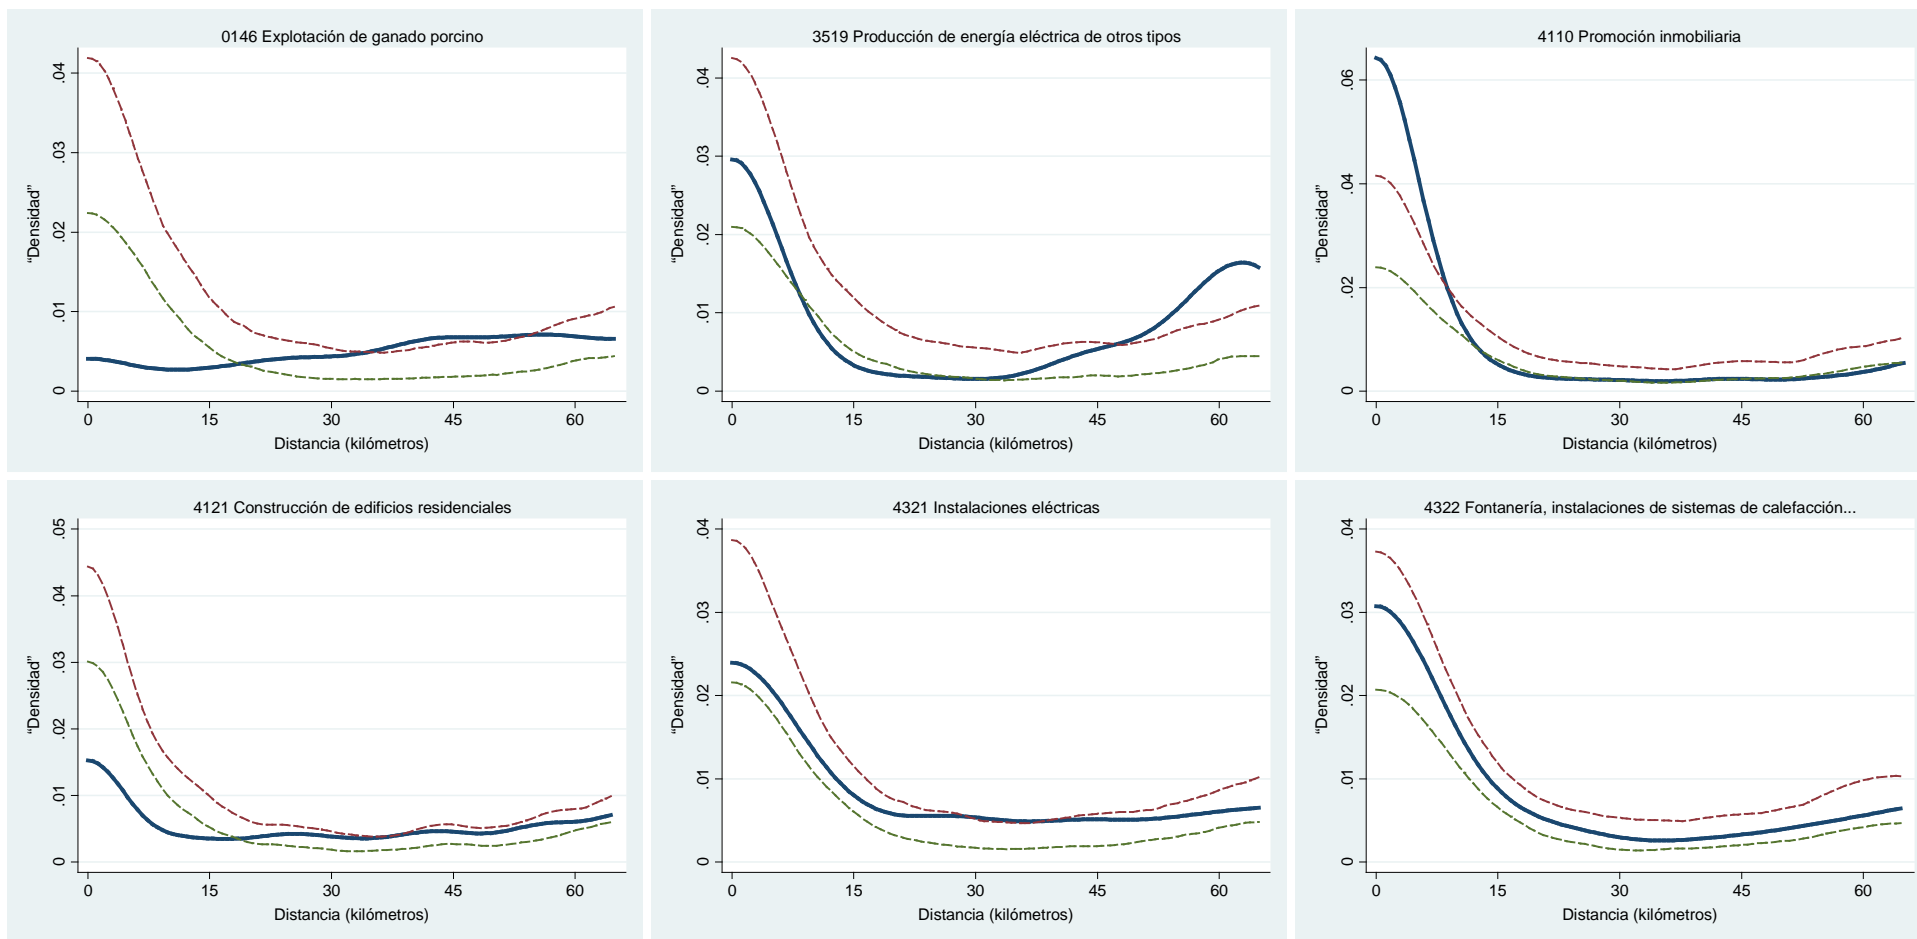 0146 Explotación de ganado porcino
.04
.03
.02
.01
0
“Densidad”
0 15 30 45 60
Distancia (kilómetros)
3519 Producción de energía eléctrica de otros tipos
.04
.03
.02
.01
0
“Densidad”
0 15 30 45 60
Distancia (kilómetros)
4110 Promoción inmobiliaria
.06
.04
.02
0
“Densidad”
0 15 30 45 60
Distancia (kilómetros)
4121 Construcción de edificios residenciales
.05
.04
.03
.02
.01
0
“Densidad”
0 15 30 45 60
Distancia (kilómetros)
4321 Instalaciones eléctricas
.04
.03
.02
.01
0
“Densidad”
0 15 30 45 60
Distancia (kilómetros)
4322 Fontanería, instalaciones de sistemas de calefacción...
.04
.03
.02
.01
0
“Densidad”
0 15 30 45 60
Distancia (kilómetros)